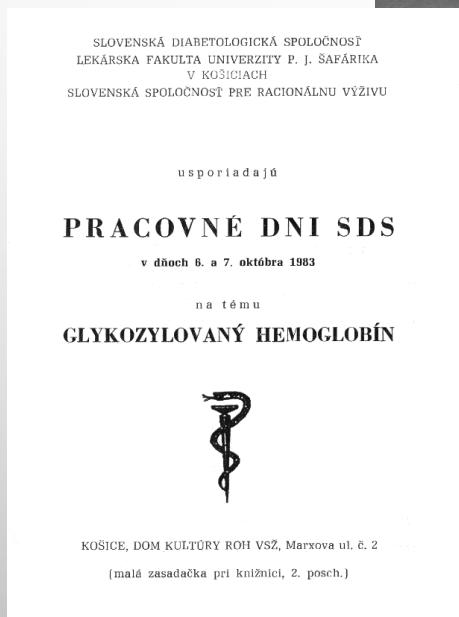 SLOVENSKÁ DIABETOLOGICKÁ SPOLOČNOSŤ
LEKÁRSKA FAKULTA UNIVERZITY P. J. ŠAFÁRIKA
V KOŠICIACH
SLOVENSKÁ SPOLOČNOSŤ PRE RACIONÁLNU VÝŽIVU
usporiadajú
PRACOVNÉ DNI SDS
v dňoch 6. a 7. októbra 1983
na tému
GLYKOZYLOVANÝ HEMOGLOBÍN
KOŠICE, DOM KULTÚRY ROH VSŽ, Marxova ul. č. 2
(malá zasadačka pri knižnici, 2. posch.)